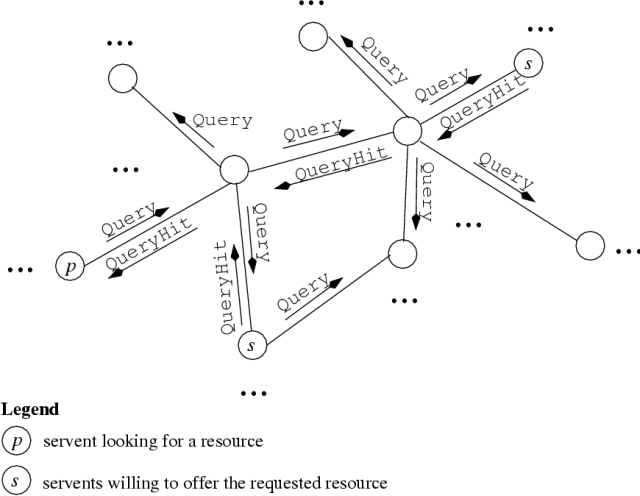 ...
...
...
s
Query
Query
QueryHit
Query
Query
QueryHit
Query
...
Query
...
...
Query
QueryHit
... p
Query
QueryHit
Query
...
s
...
Legend
p servent looking for a resource
s servents willing to offer the requested resource